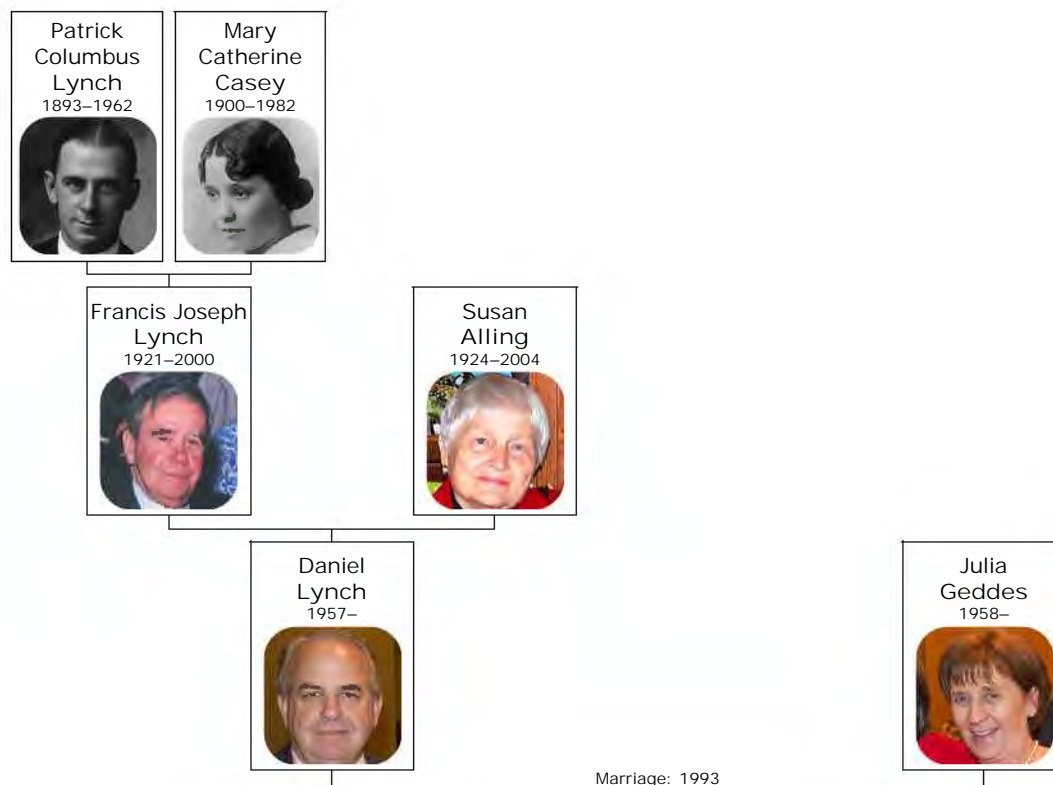 Patrick
Columbus
Lynch
1893–1962
Mary
Catherine
Casey
1900–1982
Francis Joseph
Lynch
1921–2000
Susan
Alling
1924–2004
Daniel
Lynch
1957–
Julia
Geddes
1958–
Marriage: 1993